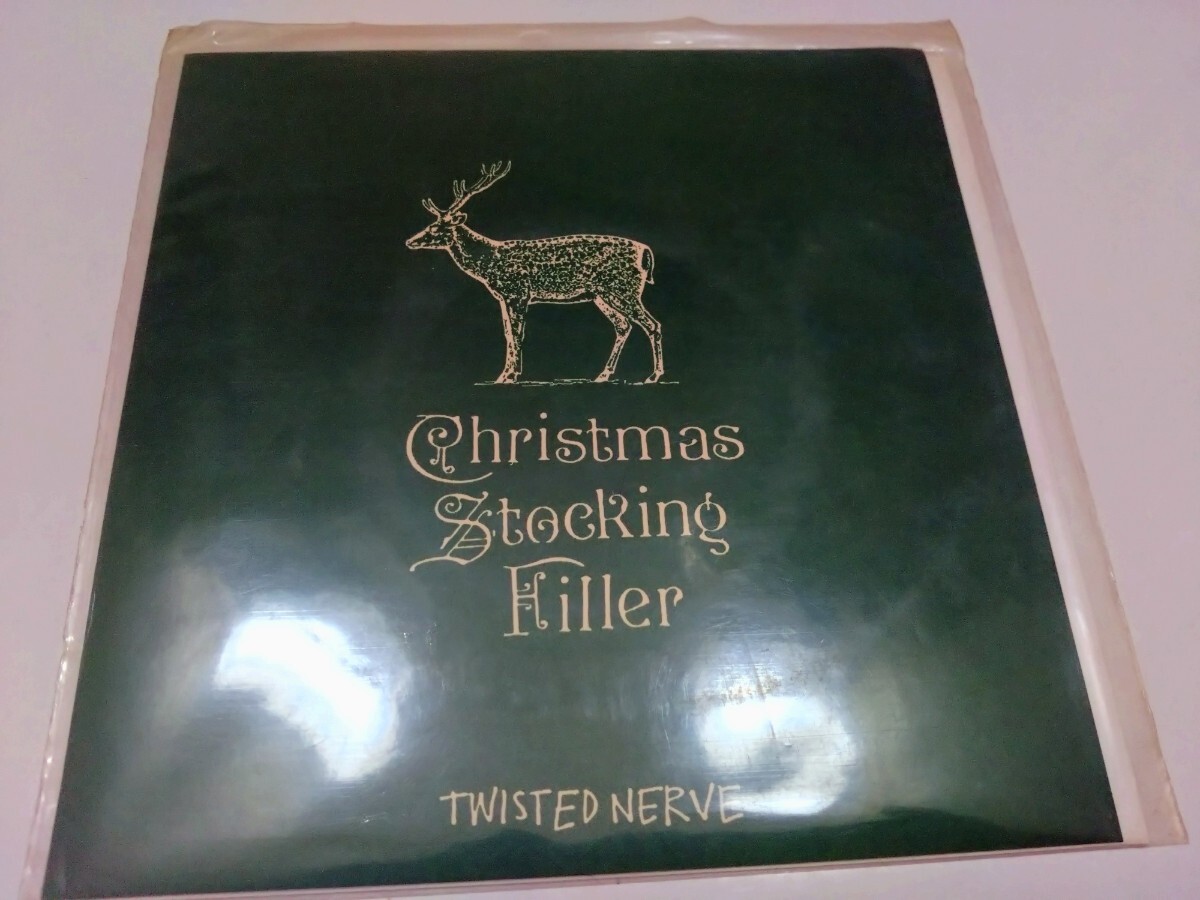 Christmas
Stocking
Filler
TWISTED NERVE